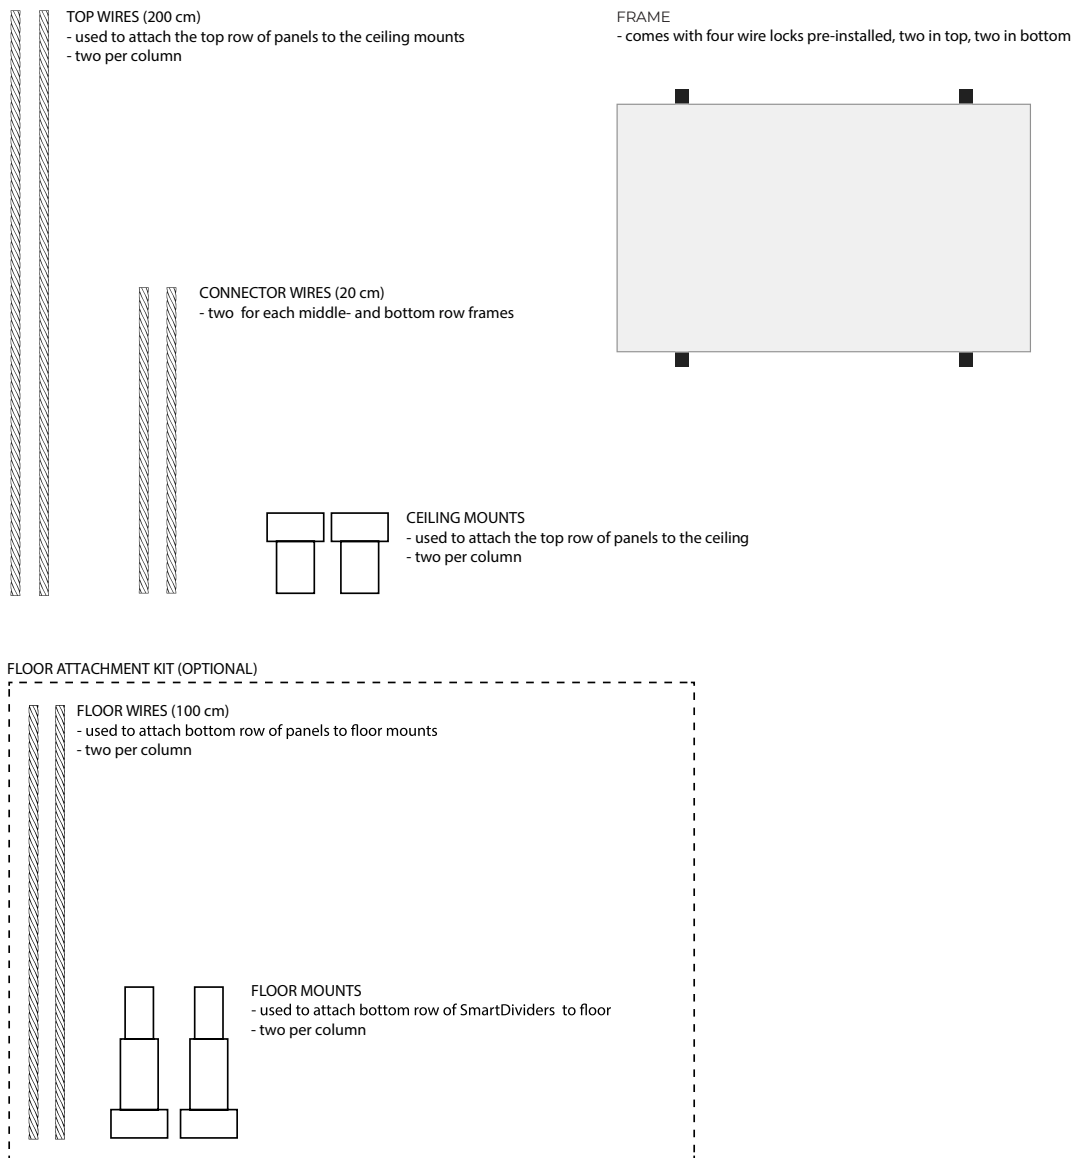 TOP WIRES (200 cm)
- used to attach the top row of panels to the ceiling mounts
- two per column
FRAME
- comes with four wire locks pre-installed, two in top, two in bottom
CONNECTOR WIRES (20 cm)
- two  for each middle- and bottom row frames
CEILING MOUNTS
- used to attach the top row of panels to the ceiling
- two per column
FLOOR ATTACHMENT KIT (OPTIONAL)
FLOOR WIRES (100 cm)
- used to attach bottom row of panels to floor mounts
- two per column
FLOOR MOUNTS
- used to attach bottom row of SmartDividers  to floor
- two per column